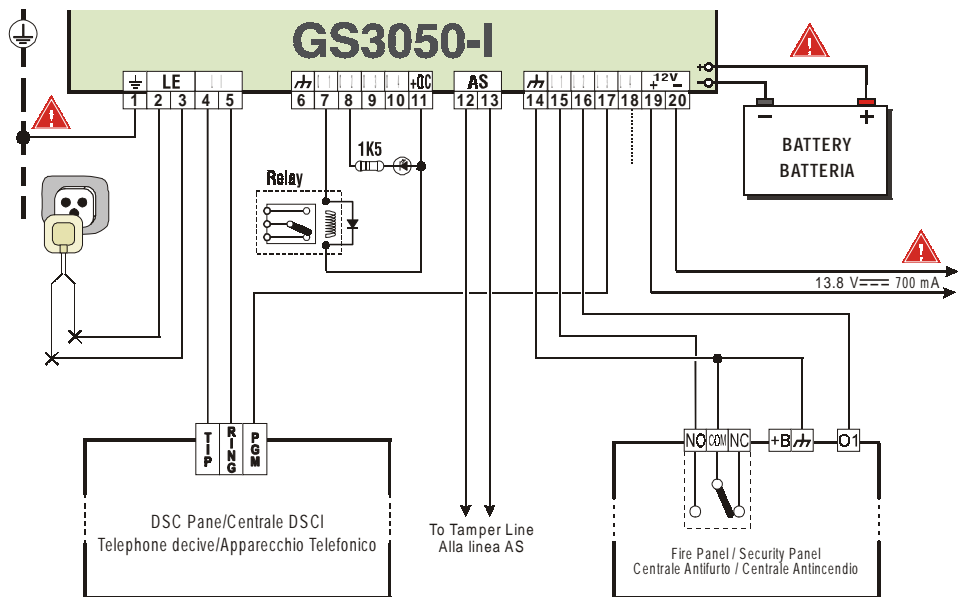 GS3050-I
LE
+OC
AS
12V
+ −
+
−
1 2 3 4 5 6 7 8 9 10 11 12 13 14 15 16 17 18 19 20
!
!
− +
BATTERY
BATTERIA
1K5
Relay
!
13.8 V 700 mA
TIP RING PGM
NO COM NC +B O1
DSC Pane/Centrale DSCI
Telephone decive/Apparecchio Telefonico
To Tamper Line
Alla linea AS
Fire Panel / Security Panel
Centrale Antifurto / Centrale Antincendio